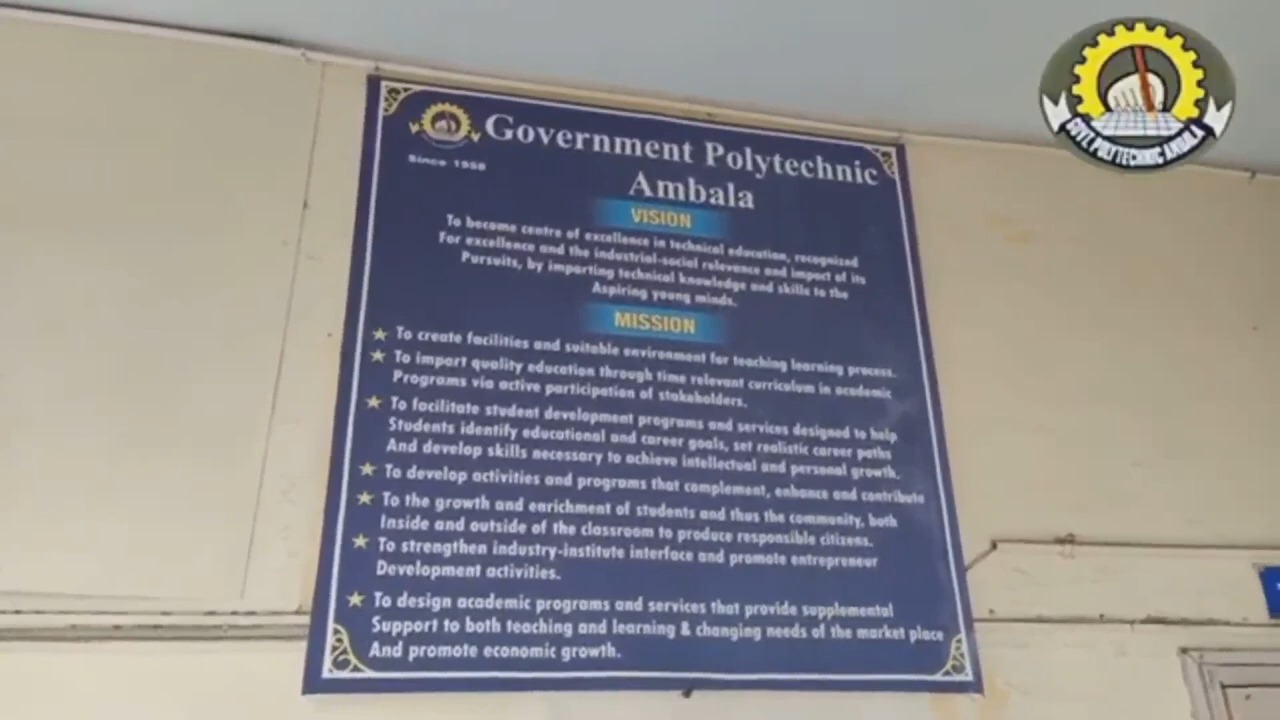 Government Polytechnic
Ambala
Since 1958
VISION
To become centre of excellence in technical education, recognized
For excellence and the industrial-social relevance and impact of its
Pursuits, by imparting technical knowledge and skills to the
Aspiring young minds.
MISSION
To create facilities and suitable environment for teaching learning process.
To impart quality education through time relevant curriculum in academic
Programs via active participation of stakeholders.
To facilitate student development programs and services designed to help
Students identify educational and career goals, set realistic career paths
And develop skills necessary to achieve intellectual and personal growth.
To develop activities and programs that complement, enhance and contribute
To the growth and enrichment of students and thus the community, both
Inside and outside of the classroom to produce responsible citizens.
To strengthen industry-institute interface and promote entrepreneur
Development activities.
To design academic programs and services that provide supplemental
Support to both teaching and learning & changing needs of the market place
And promote economic growth.
GOVT. POLYTECHNIC AMBALA